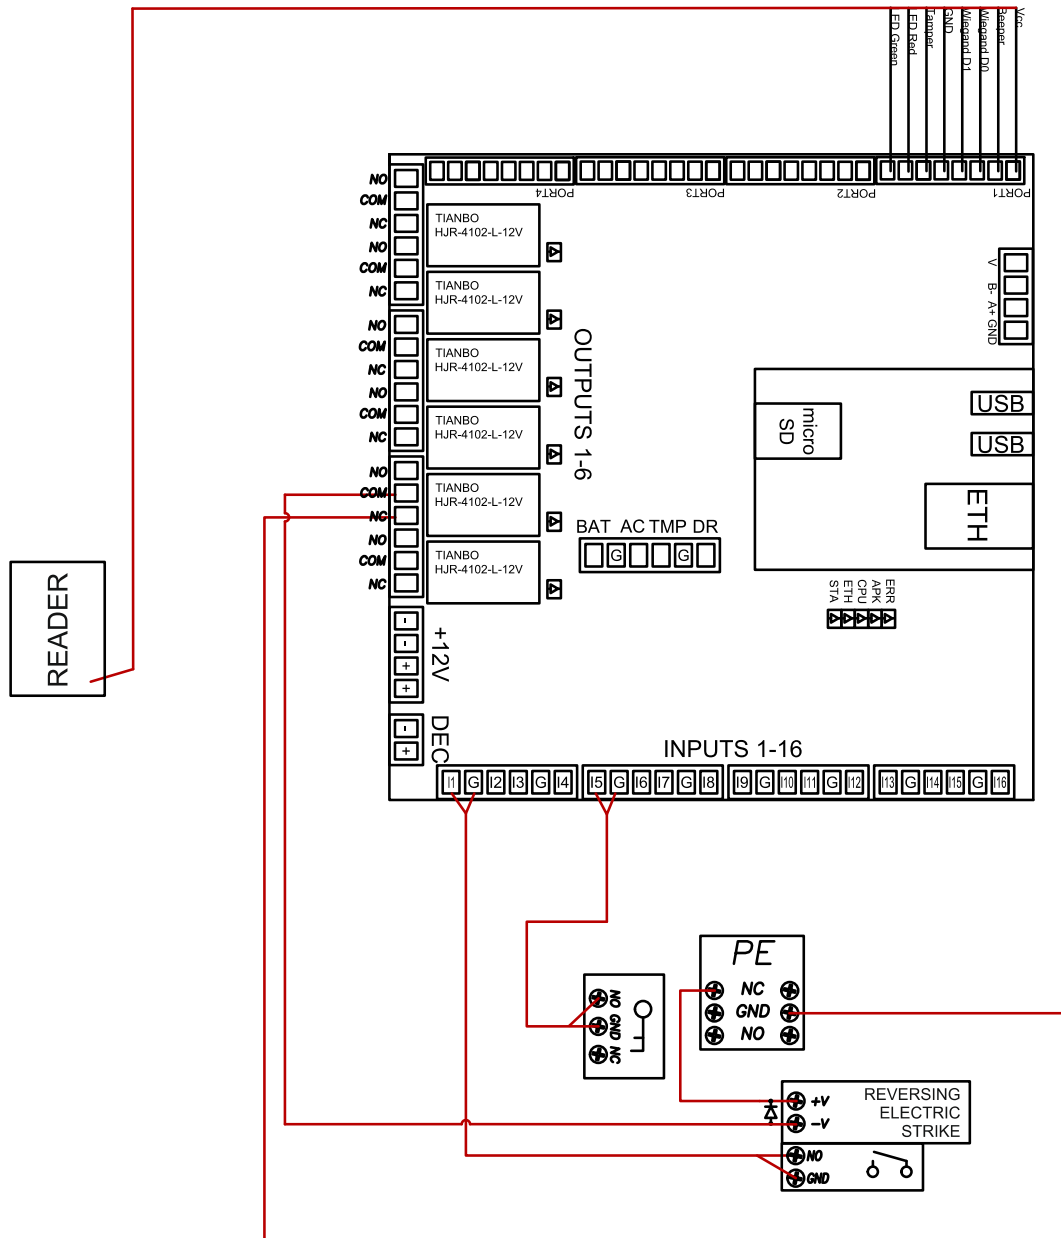 Vcc
Beeper
Wiegand D0
Wiegand D1
GND
Tamper
LED Red
LED Green
PORT4
PORT3
PORT2
PORT1
NO
COM
NC
NO
COM
NC
NO
COM
NC
NO
COM
NC
NO
COM
NC
NO
COM
NC
TIANBO
HJR-4102-L-12V
TIANBO
HJR-4102-L-12V
TIANBO
HJR-4102-L-12V
TIANBO
HJR-4102-L-12V
TIANBO
HJR-4102-L-12V
TIANBO
HJR-4102-L-12V
OUTPUTS 1-6
V
B-
A+
GND
USB
USB
micro
SD
ETH
BAT AC TMP DR
G G
ERR
APK
CPU
ETH
STA
READER
- - + +
+12V
- +
DEC
INPUTS 1-16
I1 G I2 I3 G I4 I5 G I6 I7 G I8 I9 G I10 I11 G I12 I13 G I14 I15 G I16
NO
GND
NC
PE
NC
GND
NO
+V
-V
REVERSING
ELECTRIC
STRIKE
NO
GND